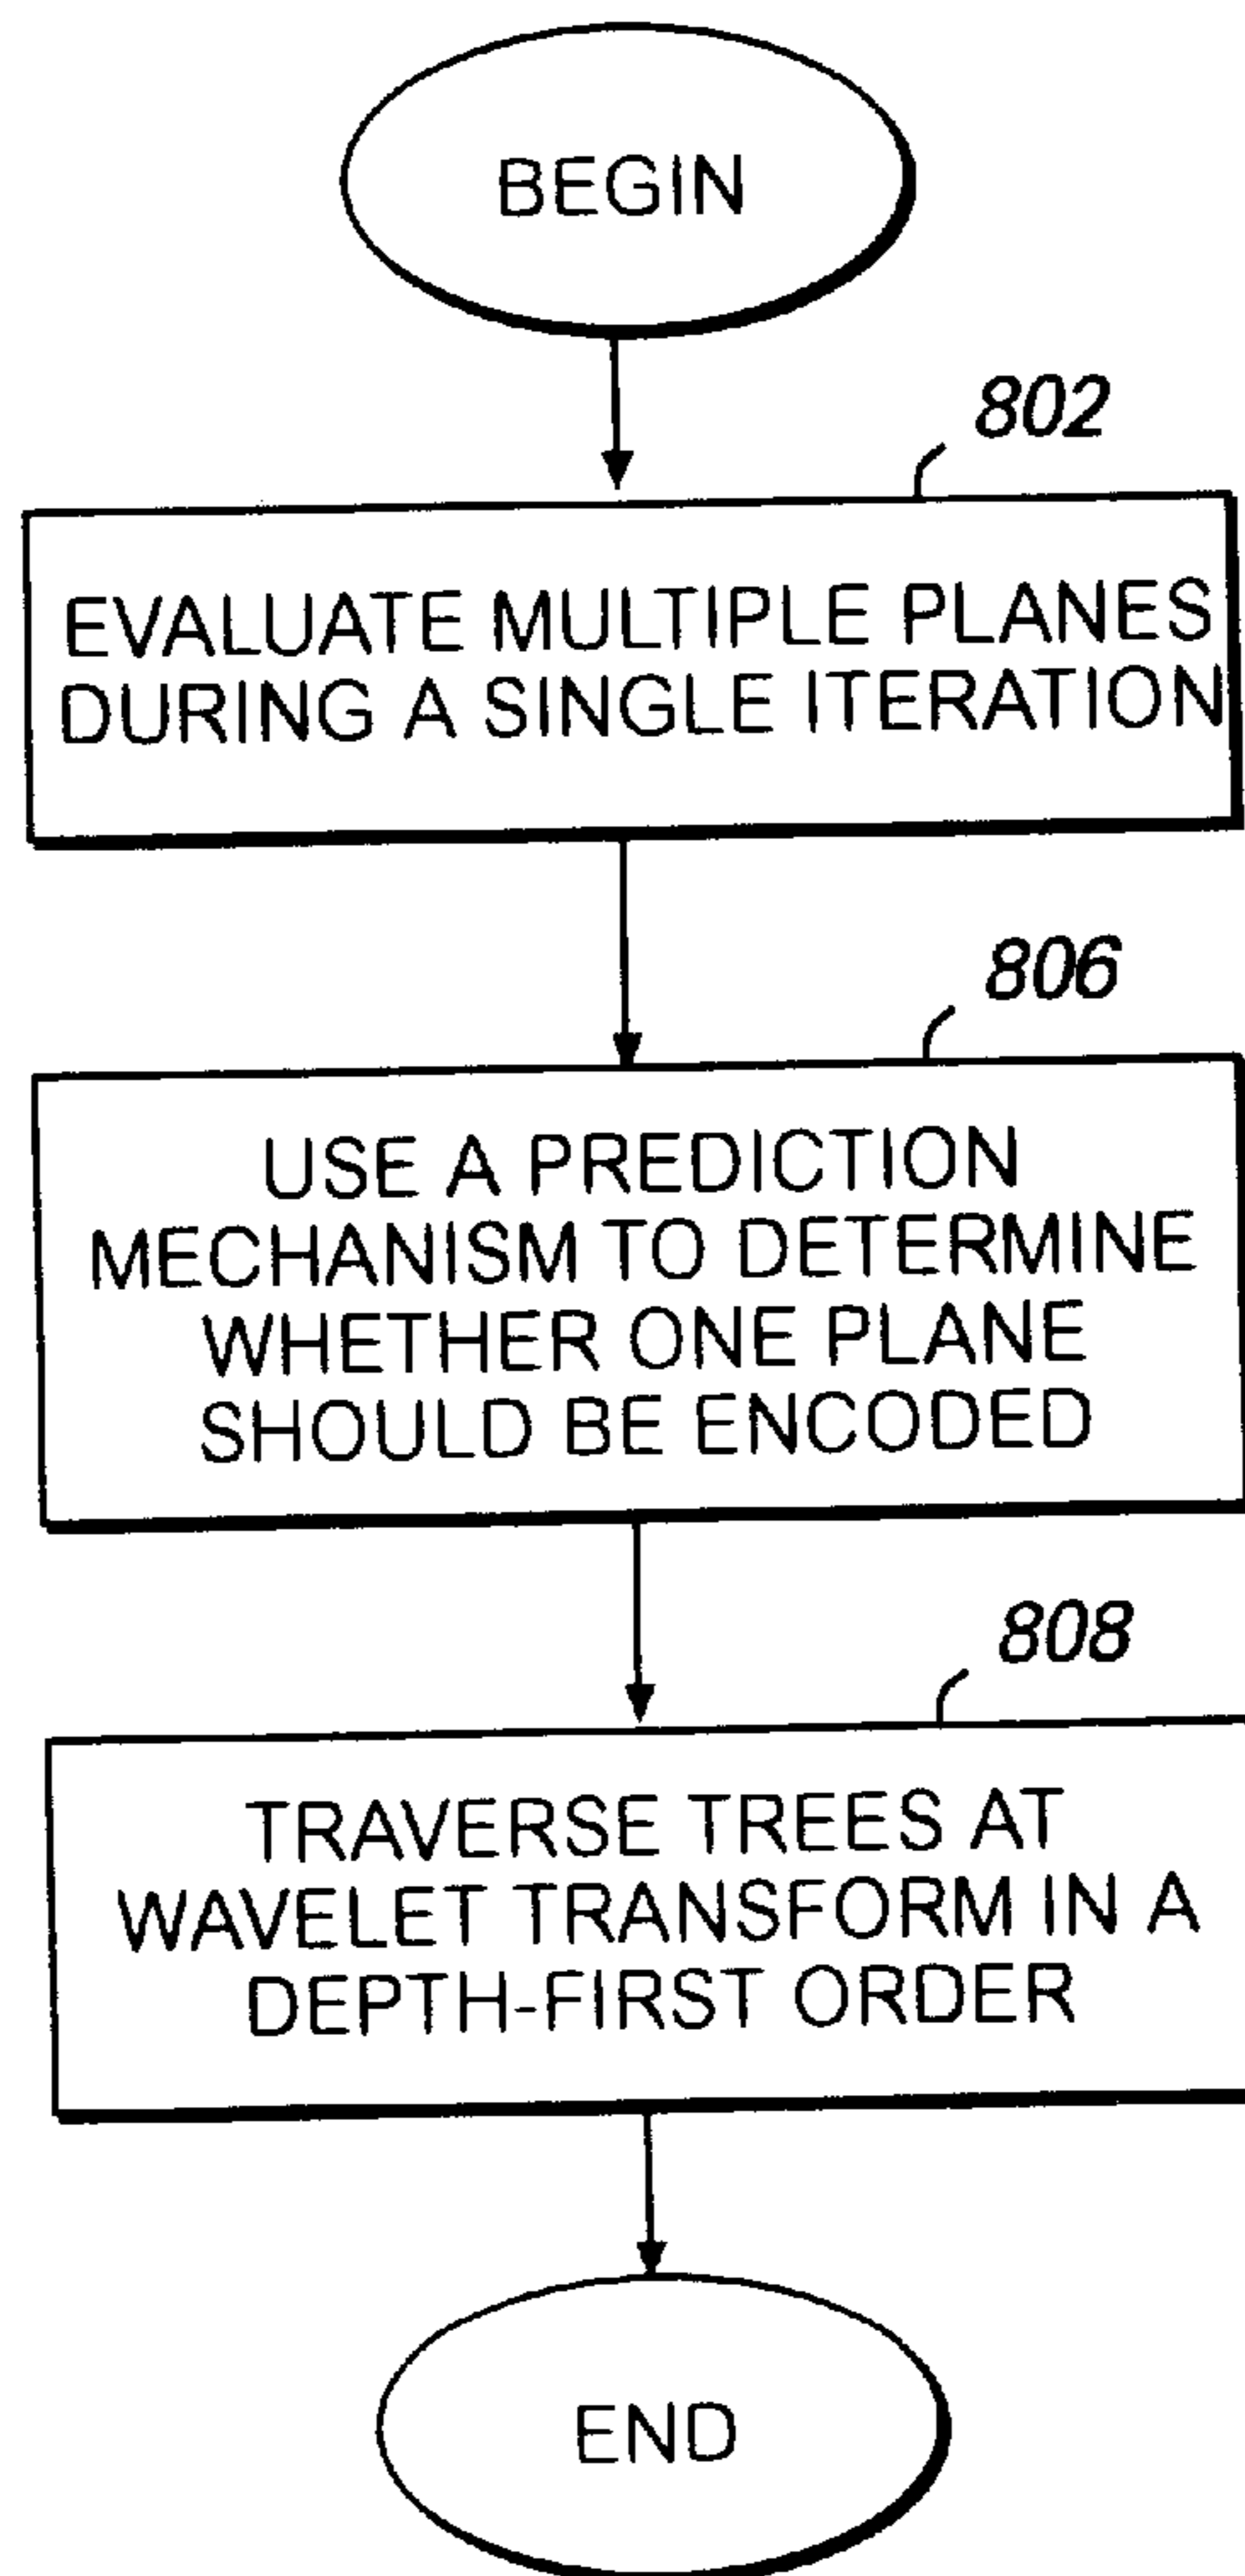 BEGIN
802
EVALUATE MULTIPLE PLANES
DURING A SINGLE ITERATION
806
USE A PREDICTION
MECHANISM TO DETERMINE
WHETHER ONE PLANE
SHOULD BE ENCODED
808
TRAVERSE TREES AT
WAVELET TRANSFORM IN A
DEPTH-FIRST ORDER
END